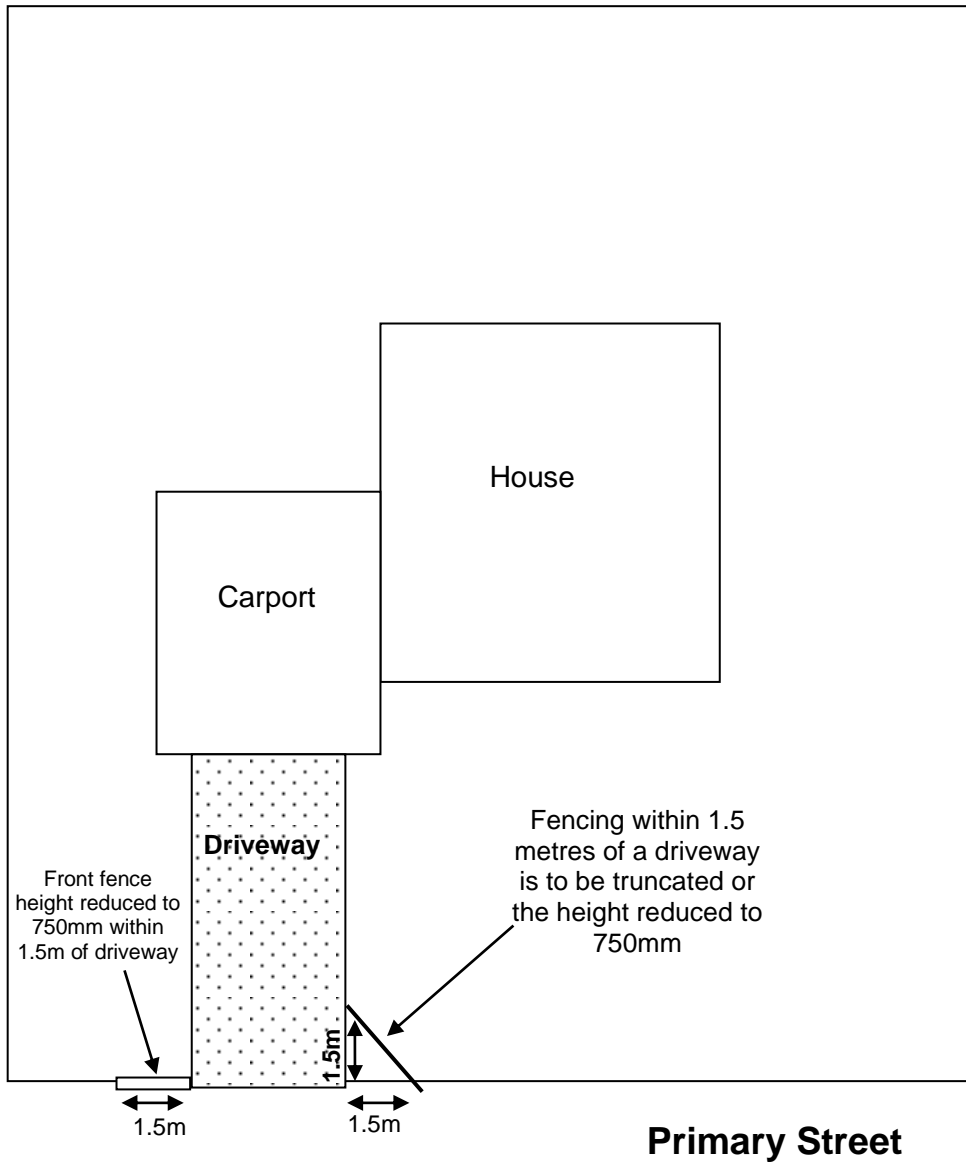 House
Carport
Driveway
Fencing within 1.5
metres of a driveway
is to be truncated or
the height reduced to
750mm
Front fence
height reduced to
750mm within
1.5m of driveway
1.5m
1.5m
1.5m
Primary Street